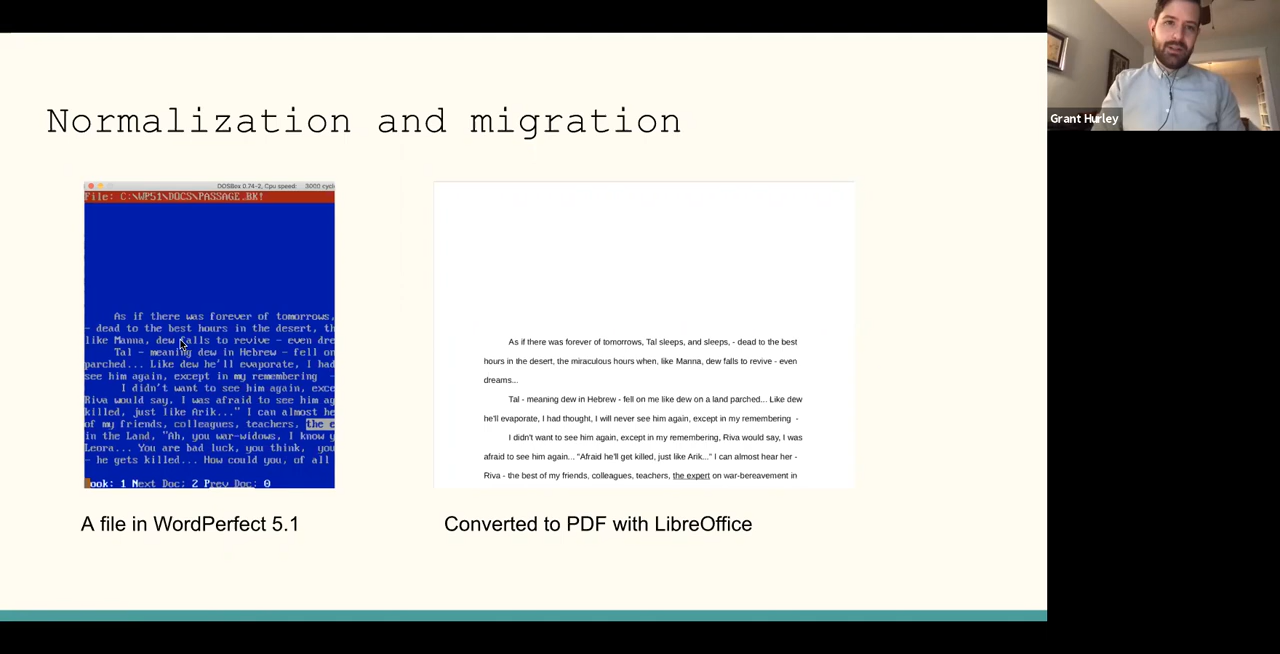 Normalization and migration
DOSBox 0.74-2, Cpu speed: 3000 cycl
File: C:\WP51\DOCS\PASSAGE.BK!
As if there was forever of tomorrows,
- dead to the best hours in the desert, th
like Manna, dew falls to revive - even dre
Tal - meaning dew in Hebrew - fell on
parched... Like dew he'll evaporate, I had
see him again, except in my remembering -
I didn't want to see him again, exce
Riva would say, I was afraid to see him ag
killed, just like Arik..." I can almost he
of my friends, colleagues, teachers, the e
in the Land, "Ah, you war-widows, I know y
Leora... You are bad luck, you think, you
- he gets killed... How could you, of all
Look: 1 Next Doc; 2 Prev Doc: 0
A file in WordPerfect 5.1
As if there was forever of tomorrows, Tal sleeps, and sleeps, - dead to the best
hours in the desert, the miraculous hours when, like Manna, dew falls to revive - even
dreams...
Tal - meaning dew in Hebrew - fell on me like dew on a land parched... Like dew
he'll evaporate, I had thought, I will never see him again, except in my remembering -
I didn't want to see him again, except in my remembering, Riva would say, I was
afraid to see him again... "Afraid he'll get killed, just like Arik..." I can almost hear her -
Riva - the best of my friends, colleagues, teachers, the expert on war-bereavement in
Converted to PDF with LibreOffice
Grant Hurley